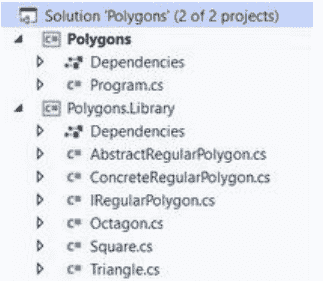 Solution 'Polygons' (2 of 2 projects)
Polygons
Dependencies
Program.cs
Polygons.Library
Dependencies
AbstractRegularPolygon.cs
ConcreteRegularPolygon.cs
IRegularPolygon.cs
Octagon.cs
Square.cs
Triangle.cs